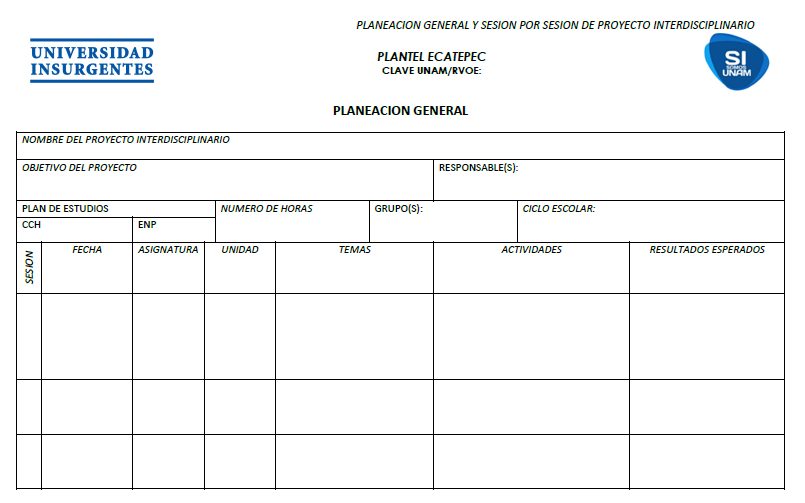 PLANEACION GENERAL Y SESION POR SESION DE PROYECTO INTERDISCIPLINARIO
UNIVERSIDAD
INSURGENTES
PLANTEL ECATEPEC
CLAVE UNAM/RVOE:
SI
SOMOS
UNAM
PLANEACION GENERAL
NOMBRE DEL PROYECTO INTERDISCIPLINARIO
OBJETIVO DEL PROYECTO
RESPONSABLE(S):
PLAN DE ESTUDIOS
NUMERO DE HORAS
GRUPO(S):
CICLO ESCOLAR:
CCH
ENP
SESION
FECHA
ASIGNATURA
UNIDAD
TEMAS
ACTIVIDADES
RESULTADOS ESPERADOS